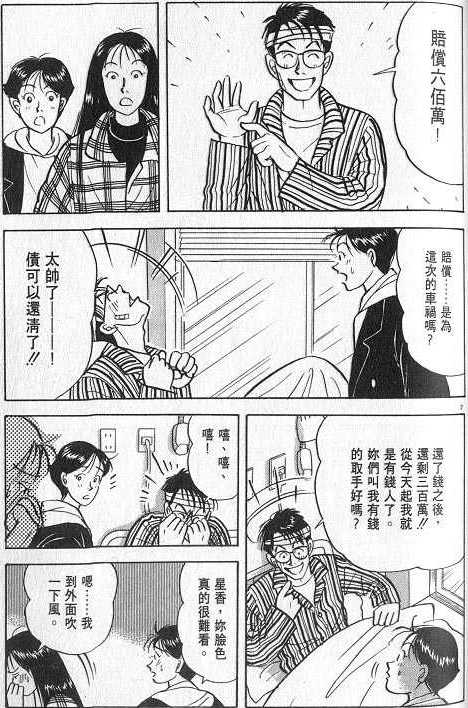 賠償六佰萬！
賠償……是為
這次的車禍嗎？
太帥了————！
債可以還清了!!
還了錢之後，
還剩三百萬!!
從今天起我就
是有錢人了。
妳們叫我有錢
的取手好嗎？
嘻、嘻、
嘻！
星香，妳臉色
真的很難看。
嗯……我
到外面吹
一下風。
7